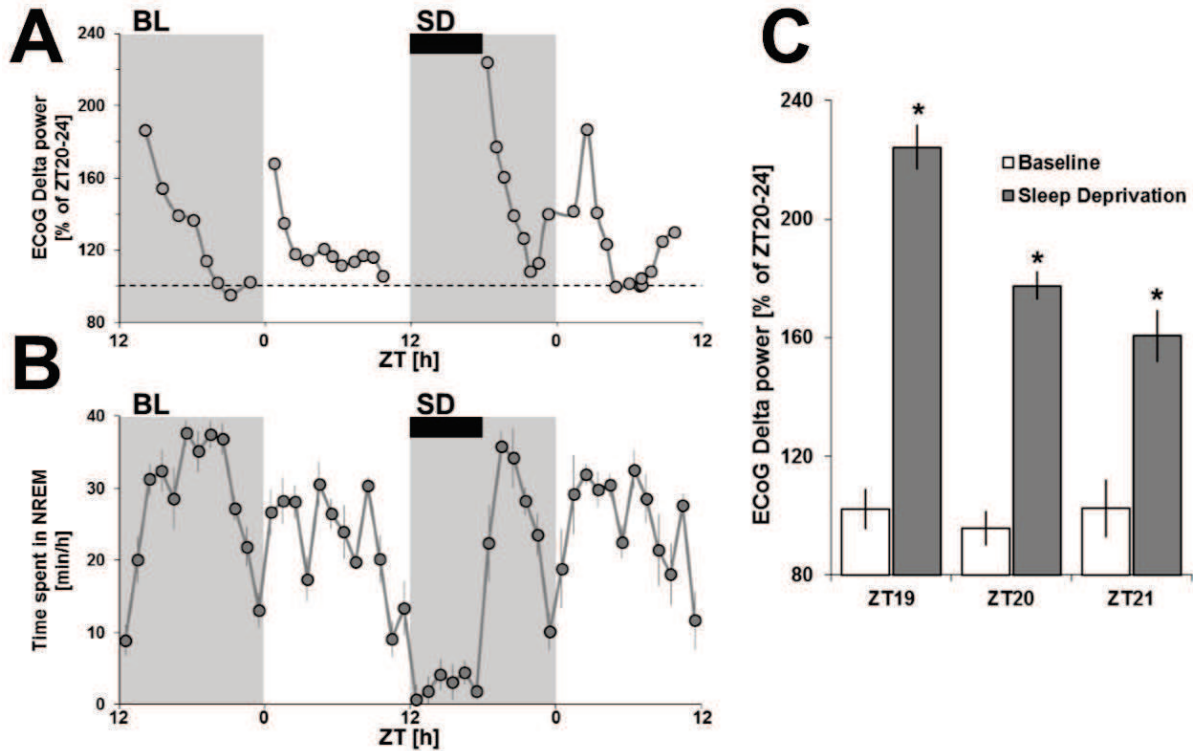 A
BL
SD
240
200
160
120
80
ECoG Delta power
[% of ZT20-24]
12
0
12
0
12
ZT [h]
B
BL
SD
40
30
20
10
0
Time spent in NREM
[min/h]
12
0
12
0
12
ZT [h]
C
240
200
160
120
80
ECoG Delta power [% of ZT20-24]
*
*
*
Baseline
Sleep Deprivation
ZT19
ZT20
ZT21